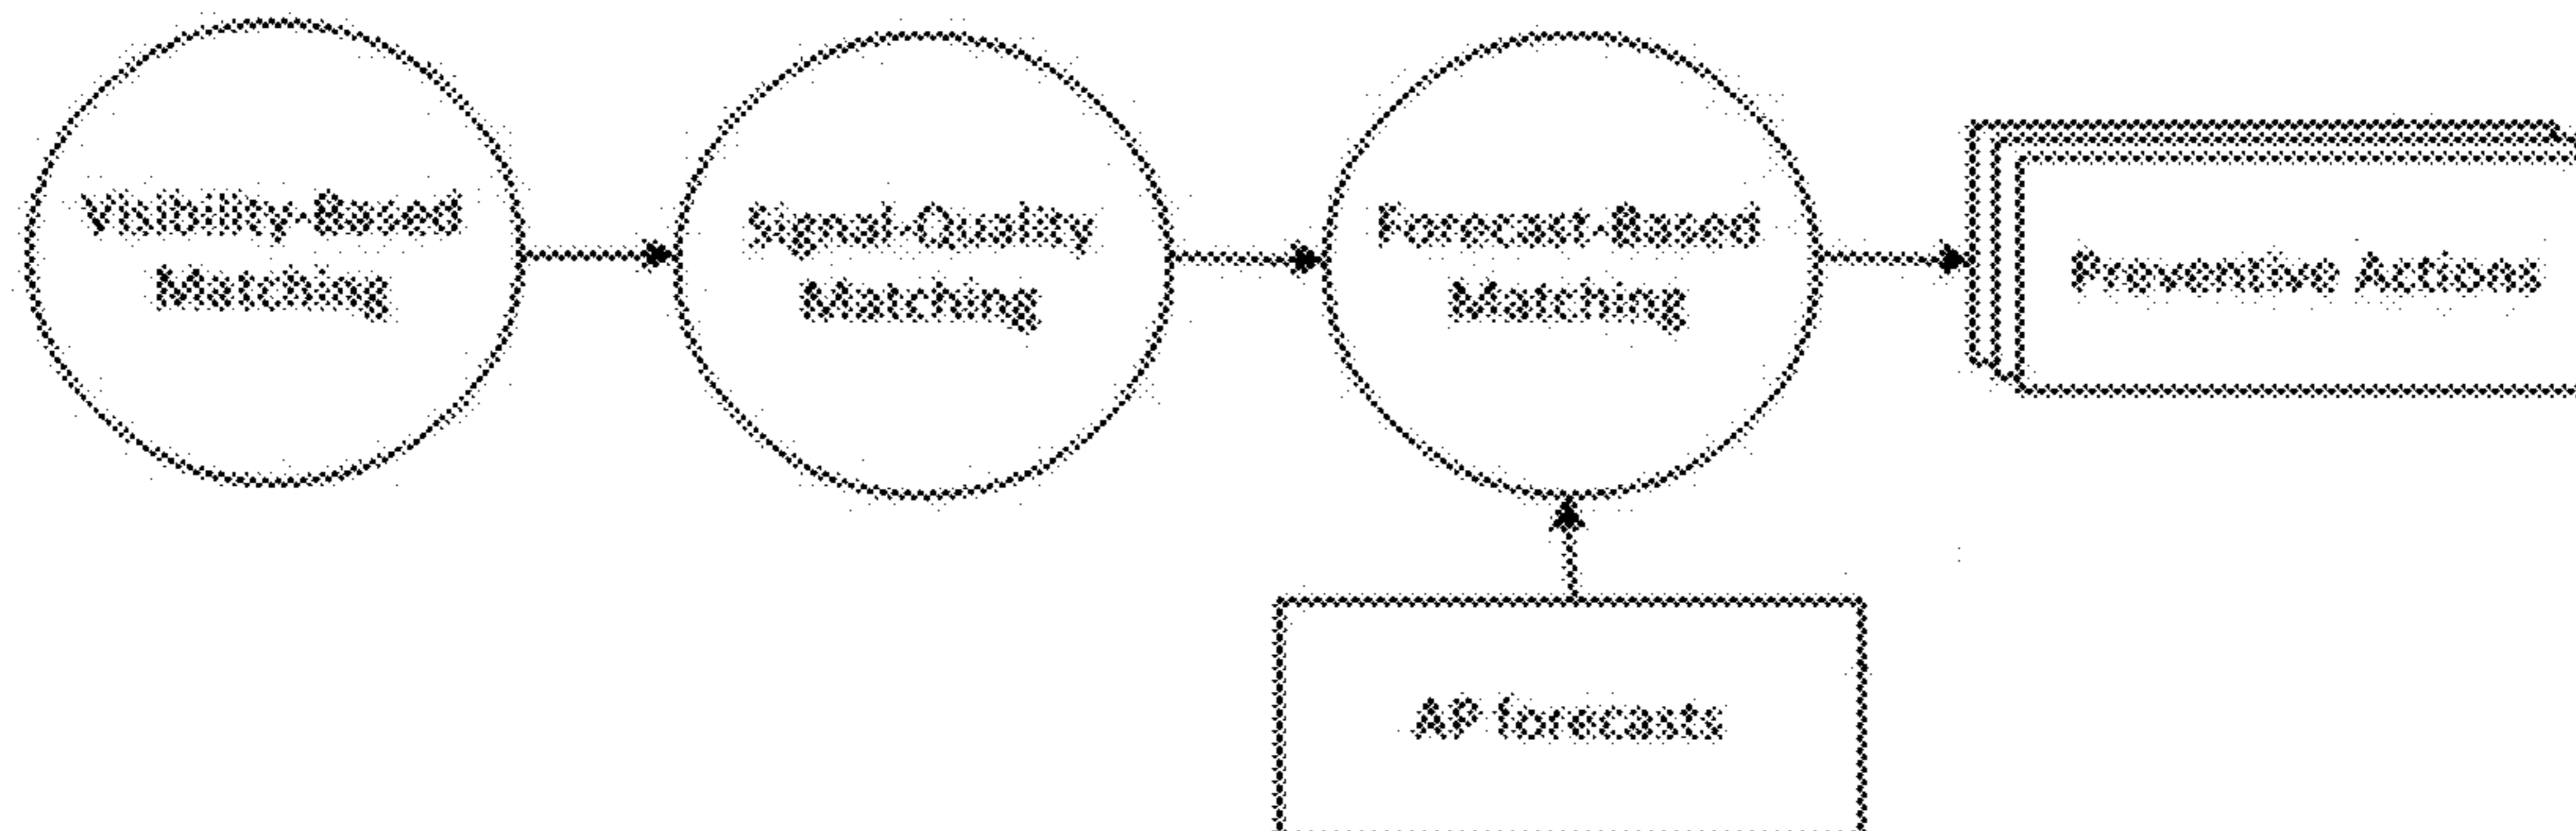 Visibility-Based
Matching
Signal-Quality
Matching
Forecast-Based
Matching
Preventive Actions
AP forecasts